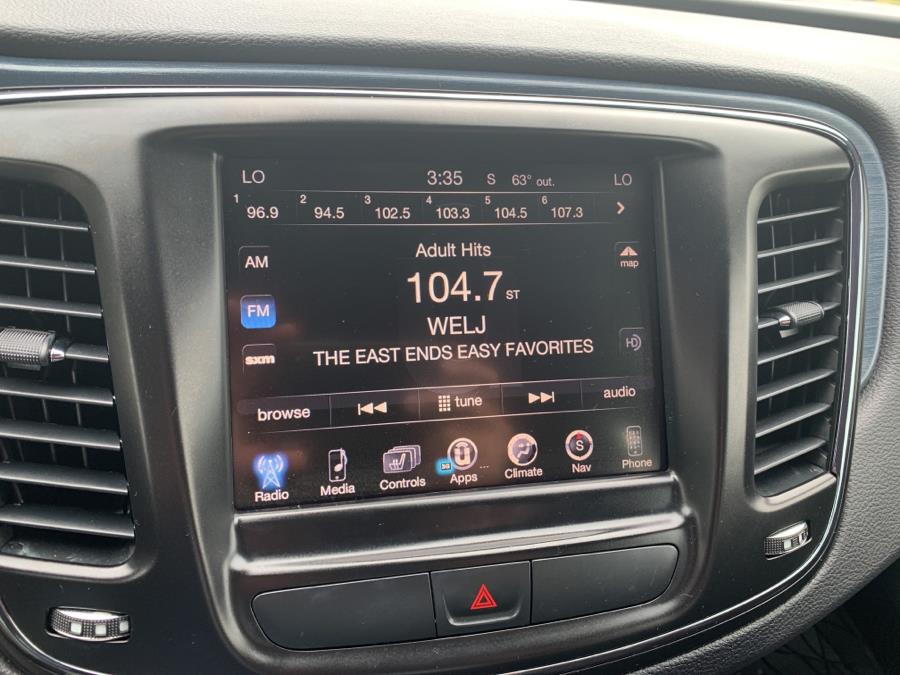 LO 3:35 S 63° out. LO
1 96.9 2 94.5 3 102.5 4 103.3 5 104.5 6 107.3 >
Adult Hits
AM
map
104.7 ST
FM
WELJ
HD
sxm
THE EAST ENDS EASY FAVORITES
browse tune audio
3G S
Radio Media Controls Apps ... Climate Nav Phone